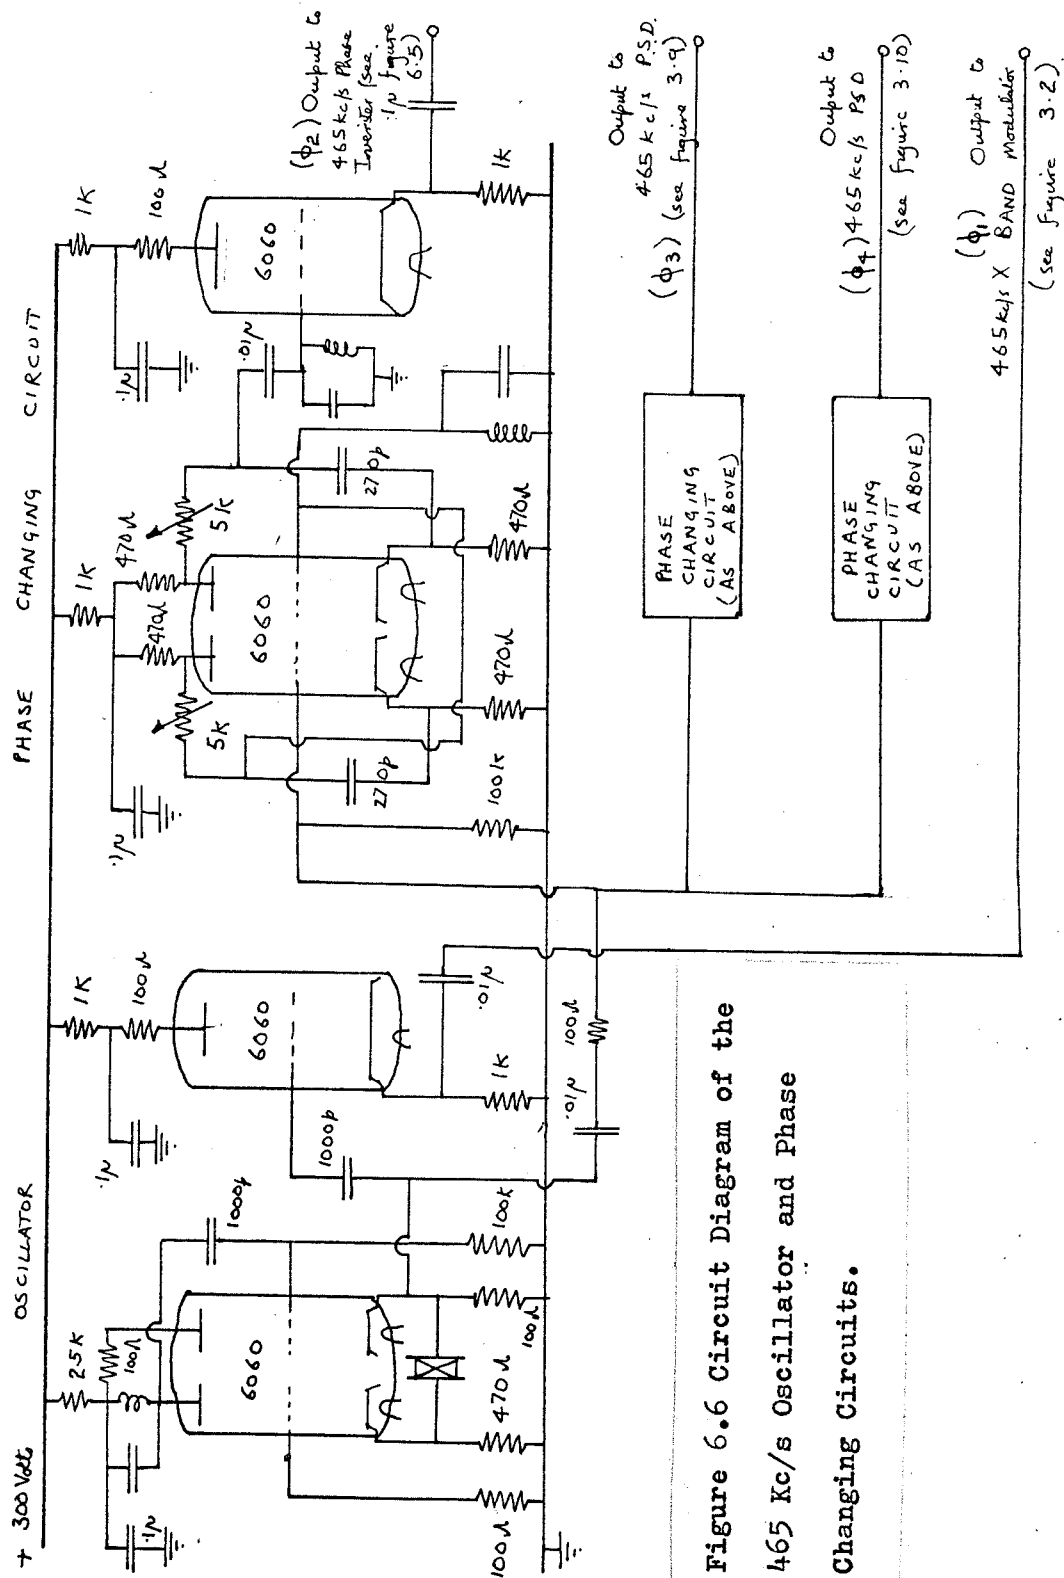 + 300 Volts
OSCILLATOR
PHASE CHANGING CIRCUIT
25K
100Ω
.1μ
1000p
6060
100Ω
470Ω
100Ω
100K
1000p
1K
100Ω
.1μ
6060
1K
.01μ
.01μ
100Ω
.1μ
1K
470Ω
470Ω
5K
5K
6060
270p
270p
100K
470Ω
470Ω
.01μ
.1μ
1K
100Ω
6060
1K
(φ2) Ouput to
465 kc/s Phase
Inverter (see
.1μ figure
6.5)
PHASE
CHANGING
CIRCUIT
(AS ABOVE)
Ouput to
465 kc/s P.S.D.
(φ3) (see figure 3.9)
PHASE
CHANGING
CIRCUIT
(AS ABOVE)
Output to
(φ4) 465 kc/s PSD
(see figure 3.10)
(φ1) Output to
465 kc/s X BAND modulator
(see figure 3.2)
Figure 6.6 Circuit Diagram of the
465 Kc/s Oscillator and Phase
Changing Circuits.